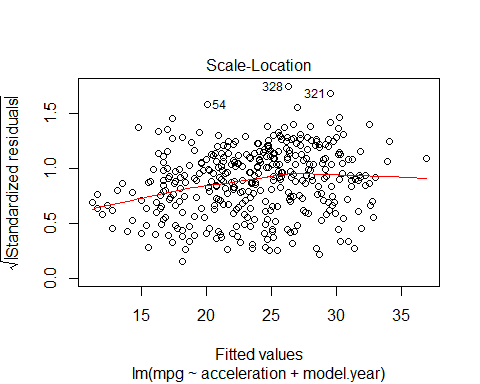 Scale-Location
328
321
54
1.5
1.0
0.5
0.0
√|Standardized residuals|
15 20 25 30 35
Fitted values
lm(mpg ~ acceleration + model.year)